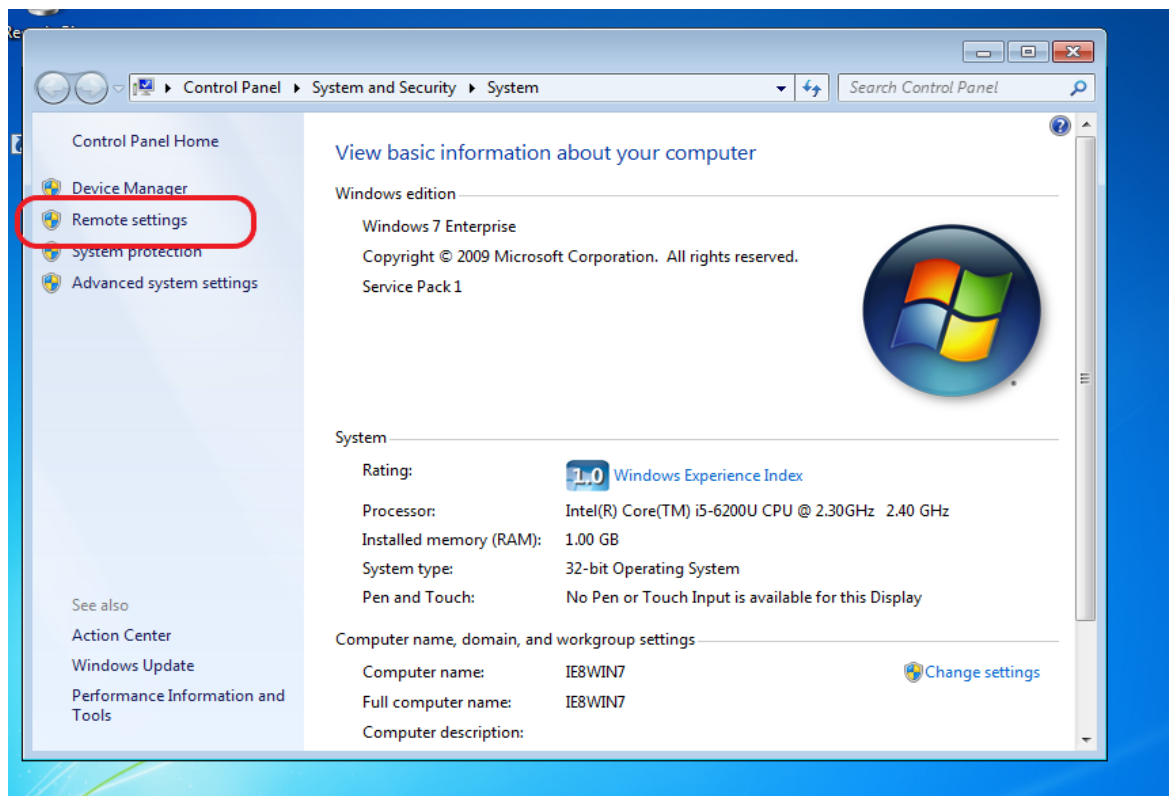 Control Panel ▸ System and Security ▸ System
Search Control Panel
Control Panel Home
Device Manager
Remote settings
System protection
Advanced system settings
See also
Action Center
Windows Update
Performance Information and
Tools
View basic information about your computer
Windows edition
Windows 7 Enterprise
Copyright © 2009 Microsoft Corporation. All rights reserved.
Service Pack 1
System
Rating:
1.0 Windows Experience Index
Processor: Intel(R) Core(TM) i5-6200U CPU @ 2.30GHz 2.40 GHz
Installed memory (RAM): 1.00 GB
System type: 32-bit Operating System
Pen and Touch: No Pen or Touch Input is available for this Display
Computer name, domain, and workgroup settings
Computer name: IE8WIN7
Change settings
Full computer name: IE8WIN7
Computer description: